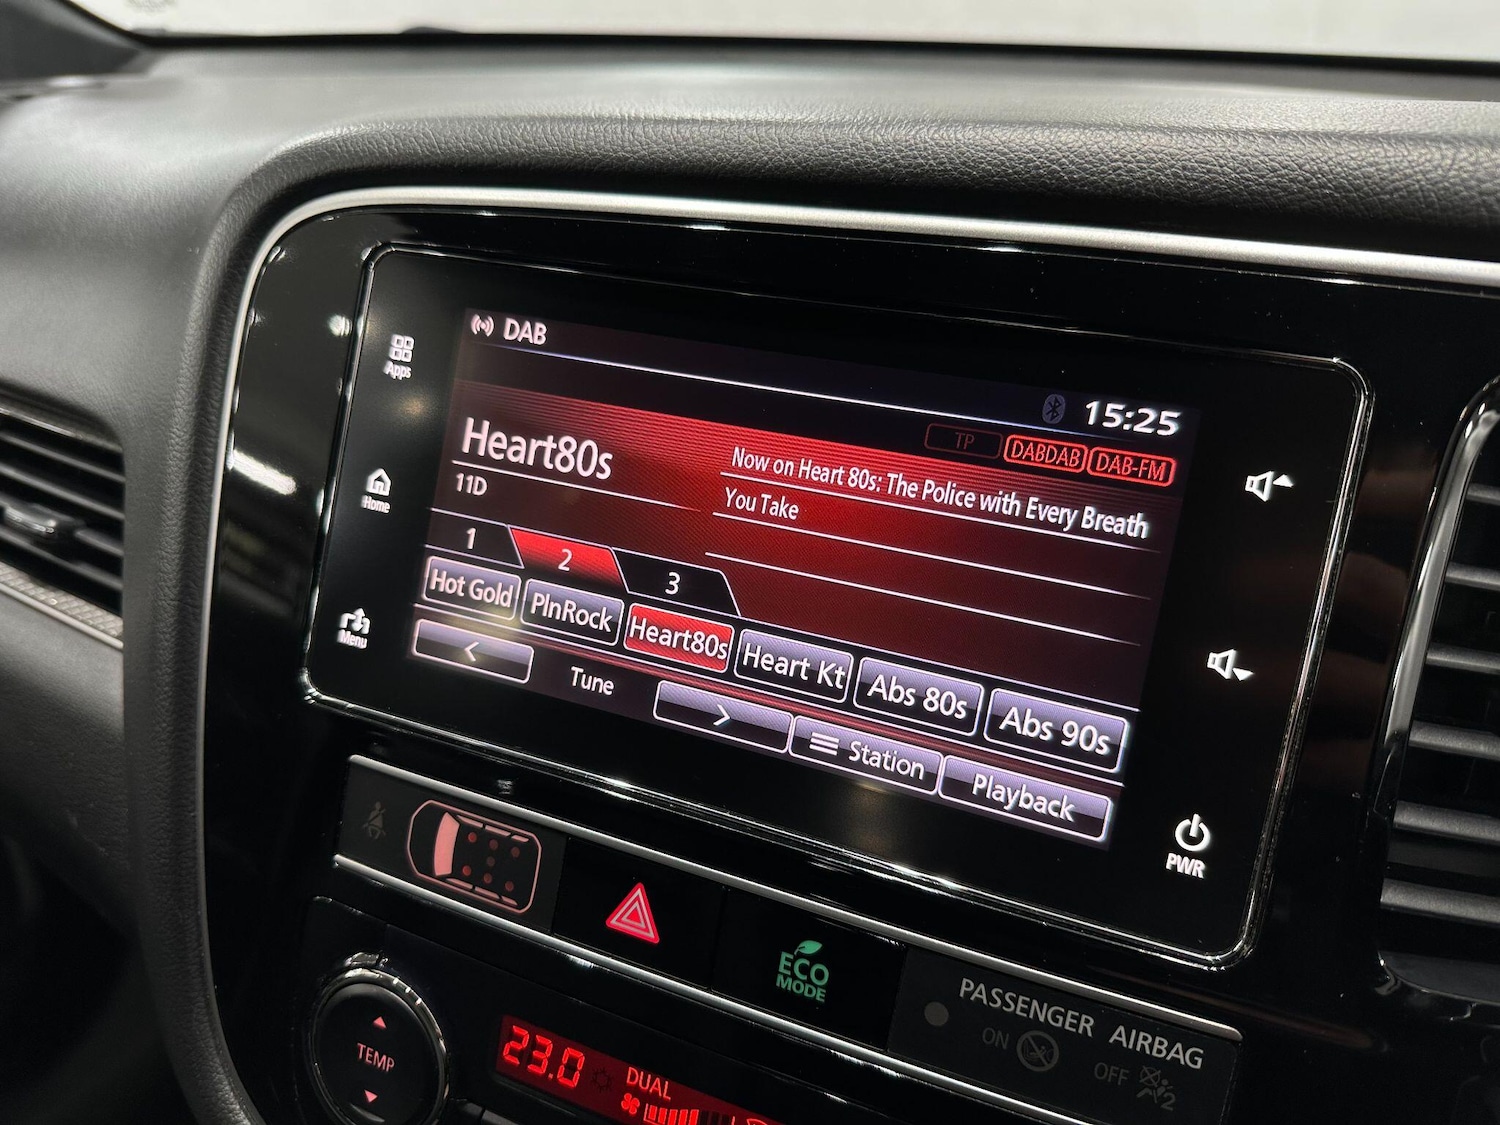 DAB
15:25
Apps
TP DABDAB DAB-FM
Heart80s
Now on Heart 80s: The Police with Every Breath
You Take
11D
Home
1 2 3
Hot Gold PlnRock Heart80s Heart Kt Abs 80s Abs 90s
Menu
< Tune > Station Playback
PWR
ECO
MODE
PASSENGER AIRBAG
ON OFF 2
TEMP
23.0 DUAL